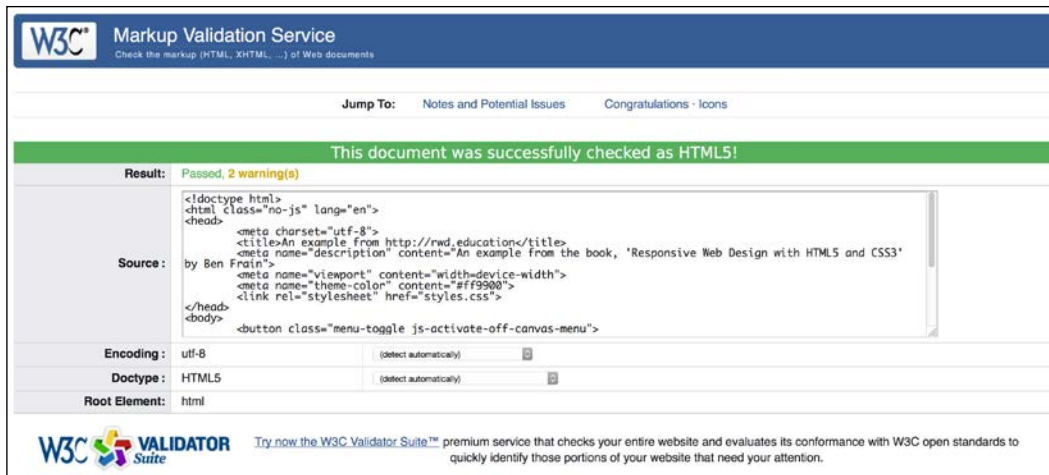 W3C® Markup Validation Service
Check the markup (HTML, XHTML, ...) of Web documents
Jump To: Notes and Potential Issues Congratulations · Icons
This document was successfully checked as HTML5!
Result: Passed, 2 warning(s)
Source :
<!doctype html>
<html class="no-js" lang="en">
<head>
<meta charset="utf-8">
<title>An example from http://rwd.education</title>
<meta name="description" content="An example from the book, 'Responsive Web Design with HTML5 and CSS3'
by Ben Frain">
<meta name="viewport" content="width=device-width">
<meta name="theme-color" content="#ff9900">
<link rel="stylesheet" href="styles.css">
</head>
<body>
<button class="menu-toggle js-activate-off-canvas-menu">
Encoding : utf-8 (detect automatically)
Doctype : HTML5 (detect automatically)
Root Element: html
W3C VALIDATOR Suite
Try now the W3C Validator Suite™ premium service that checks your entire website and evaluates its conformance with W3C open standards to
quickly identify those portions of your website that need your attention.